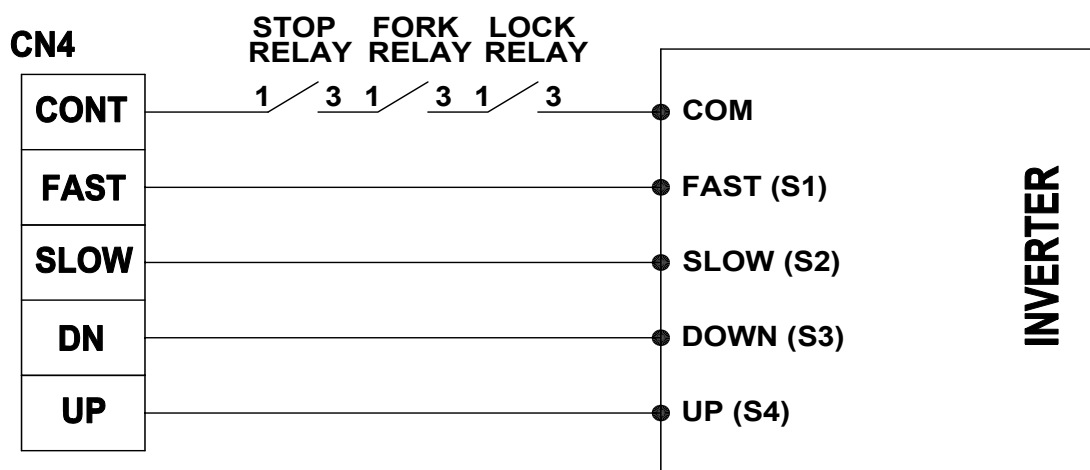 CN4
STOP RELAY
FORK RELAY
LOCK RELAY
CONT
1 3 1 3 1 3
COM
FAST
FAST (S1)
SLOW
SLOW (S2)
DN
DOWN (S3)
UP
UP (S4)
INVERTER